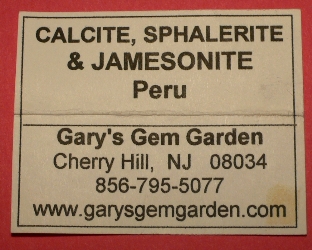 CALCITE, SPHALERITE
& JAMESONITE
Peru
Gary's Gem Garden
Cherry Hill, NJ 08034
856-795-5077
www.garysgemgarden.com